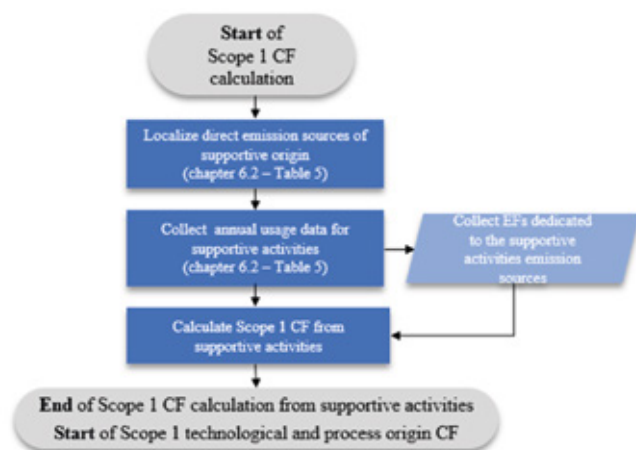 Start of
Scope 1 CF
calculation
Localize direct emission sources of
supportive origin
(chapter 6.2 – Table 5)
Collect annual usage data for
supportive activities
(chapter 6.2 – Table 5)
Collect EFs dedicated
to the supportive
activities emission
sources
Calculate Scope 1 CF from
supportive activities
End of Scope 1 CF calculation from supportive activities
Start of Scope 1 technological and process origin CF